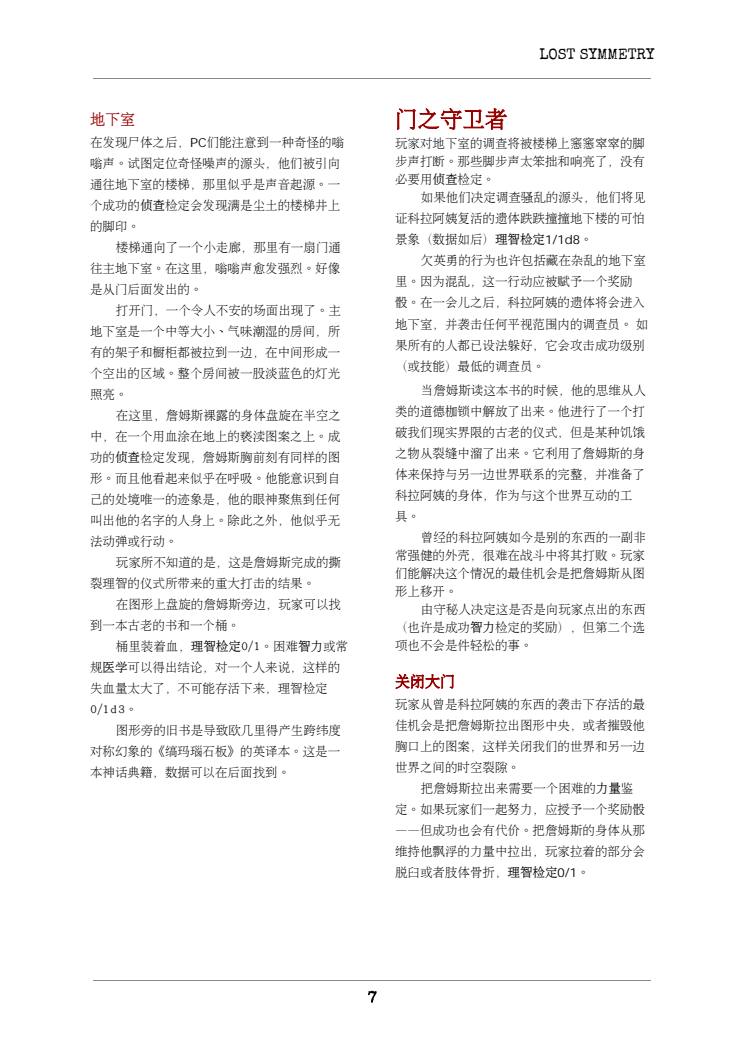 LOST SYMMETRY
地下室
在发现尸体之后，PC们能注意到一种奇怪的嗡
嗡声。试图定位奇怪噪声的源头，他们被引向
通往地下室的楼梯，那里似乎是声音起源。一
个成功的侦查检定会发现满是尘土的楼梯井上
的脚印。
楼梯通向了一个小走廊，那里有一扇门通
往主地下室。在这里，嗡嗡声愈发强烈。好像
是从门后面发出的。
打开门，一个令人不安的场面出现了。主
地下室是一个中等大小、气味潮湿的房间，所
有的架子和橱柜都被拉到一边，在中间形成一
个空出的区域。整个房间被一股淡蓝色的灯光
照亮。
在这里，詹姆斯裸露的身体盘旋在半空之
中，在一个用血涂在地上的亵渎图案之上。成
功的侦查检定发现，詹姆斯胸前刻有同样的图
形。而且他看起来似乎在呼吸。他能意识到自
己的处境唯一的迹象是，他的眼神聚焦到任何
叫出他的名字的人身上。除此之外，他似乎无
法动弹或行动。
玩家所不知道的是，这是詹姆斯完成的撕
裂理智的仪式所带来的重大打击的结果。
在图形上盘旋的詹姆斯旁边，玩家可以找
到一本古老的书和一个桶。
桶里装着血，理智检定0/1。困难智力或常
规医学可以得出结论，对一个人来说，这样的
失血量太大了，不可能存活下来，理智检定
0/1d3。
图形旁的旧书是导致欧几里得产生跨纬度
对称幻象的《缟玛瑙石板》的英译本。这是一
本神话典籍，数据可以在后面找到。
门之守卫者
玩家对地下室的调查将被楼梯上窸窸窣窣的脚
步声打断。那些脚步声太笨拙和响亮了，没有
必要用侦查检定。
如果他们决定调查骚乱的源头，他们将见
证科拉阿姨复活的遗体跌跌撞撞地下楼的可怕
景象（数据如后）理智检定1/1d8。
欠英勇的行为也许包括藏在杂乱的地下室
里。因为混乱，这一行动应被赋予一个奖励
骰。在一会儿之后，科拉阿姨的遗体将会进入
地下室，并袭击任何平视范围内的调查员。 如
果所有的人都已设法躲好，它会攻击成功级别
（或技能）最低的调查员。
当詹姆斯读这本书的时候，他的思维从人
类的道德枷锁中解放了出来。他进行了一个打
破我们现实界限的古老的仪式，但是某种饥饿
之物从裂缝中溜了出来。它利用了詹姆斯的身
体来保持与另一边世界联系的完整，并准备了
科拉阿姨的身体，作为与这个世界互动的工
具。
曾经的科拉阿姨如今是别的东西的一副非
常强健的外壳，很难在战斗中将其打败。玩家
们能解决这个情况的最佳机会是把詹姆斯从图
形上移开。
由守秘人决定这是否是向玩家点出的东西
（也许是成功智力检定的奖励），但第二个选
项也不会是件轻松的事。
关闭大门
玩家从曾是科拉阿姨的东西的袭击下存活的最
佳机会是把詹姆斯拉出图形中央，或者摧毁他
胸口上的图案，这样关闭我们的世界和另一边
世界之间的时空裂隙。
把詹姆斯拉出来需要一个困难的力量鉴
定。如果玩家们一起努力，应授予一个奖励骰
——但成功也会有代价。把詹姆斯的身体从那
维持他飘浮的力量中拉出，玩家拉着的部分会
脱臼或者肢体骨折，理智检定0/1。
7